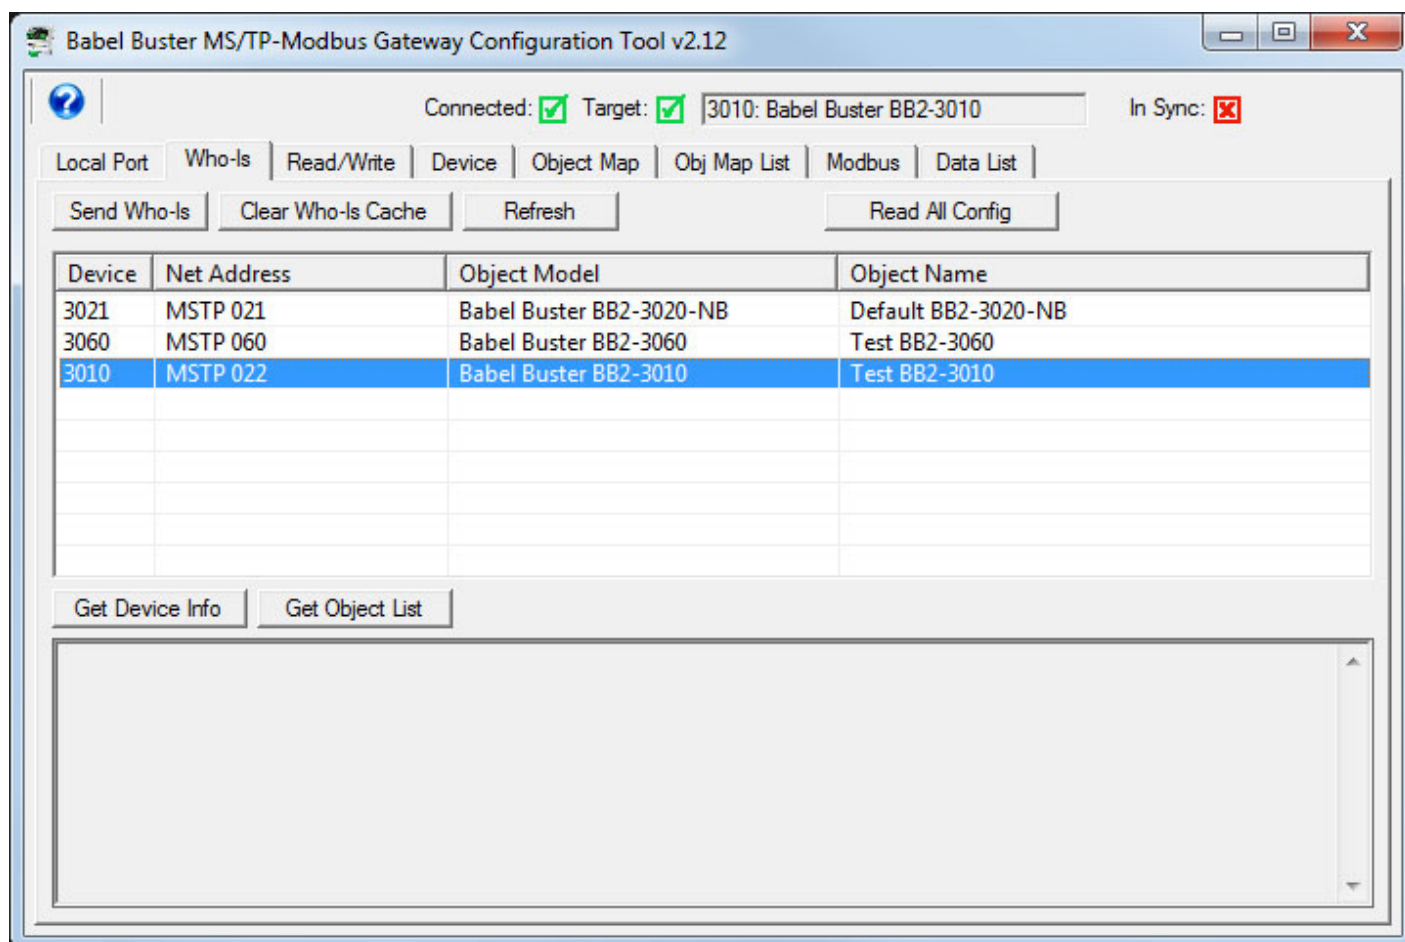 Babel Buster MS/TP-Modbus Gateway Configuration Tool v2.12
Connected: Target: 3010: Babel Buster BB2-3010 In Sync:
Local Port Who-Is Read/Write Device Object Map Obj Map List Modbus Data List
Send Who-Is Clear Who-Is Cache Refresh Read All Config
Device Net Address Object Model Object Name
3021 MSTP 021 Babel Buster BB2-3020-NB Default BB2-3020-NB
3060 MSTP 060 Babel Buster BB2-3060 Test BB2-3060
3010 MSTP 022 Babel Buster BB2-3010 Test BB2-3010
Get Device Info Get Object List